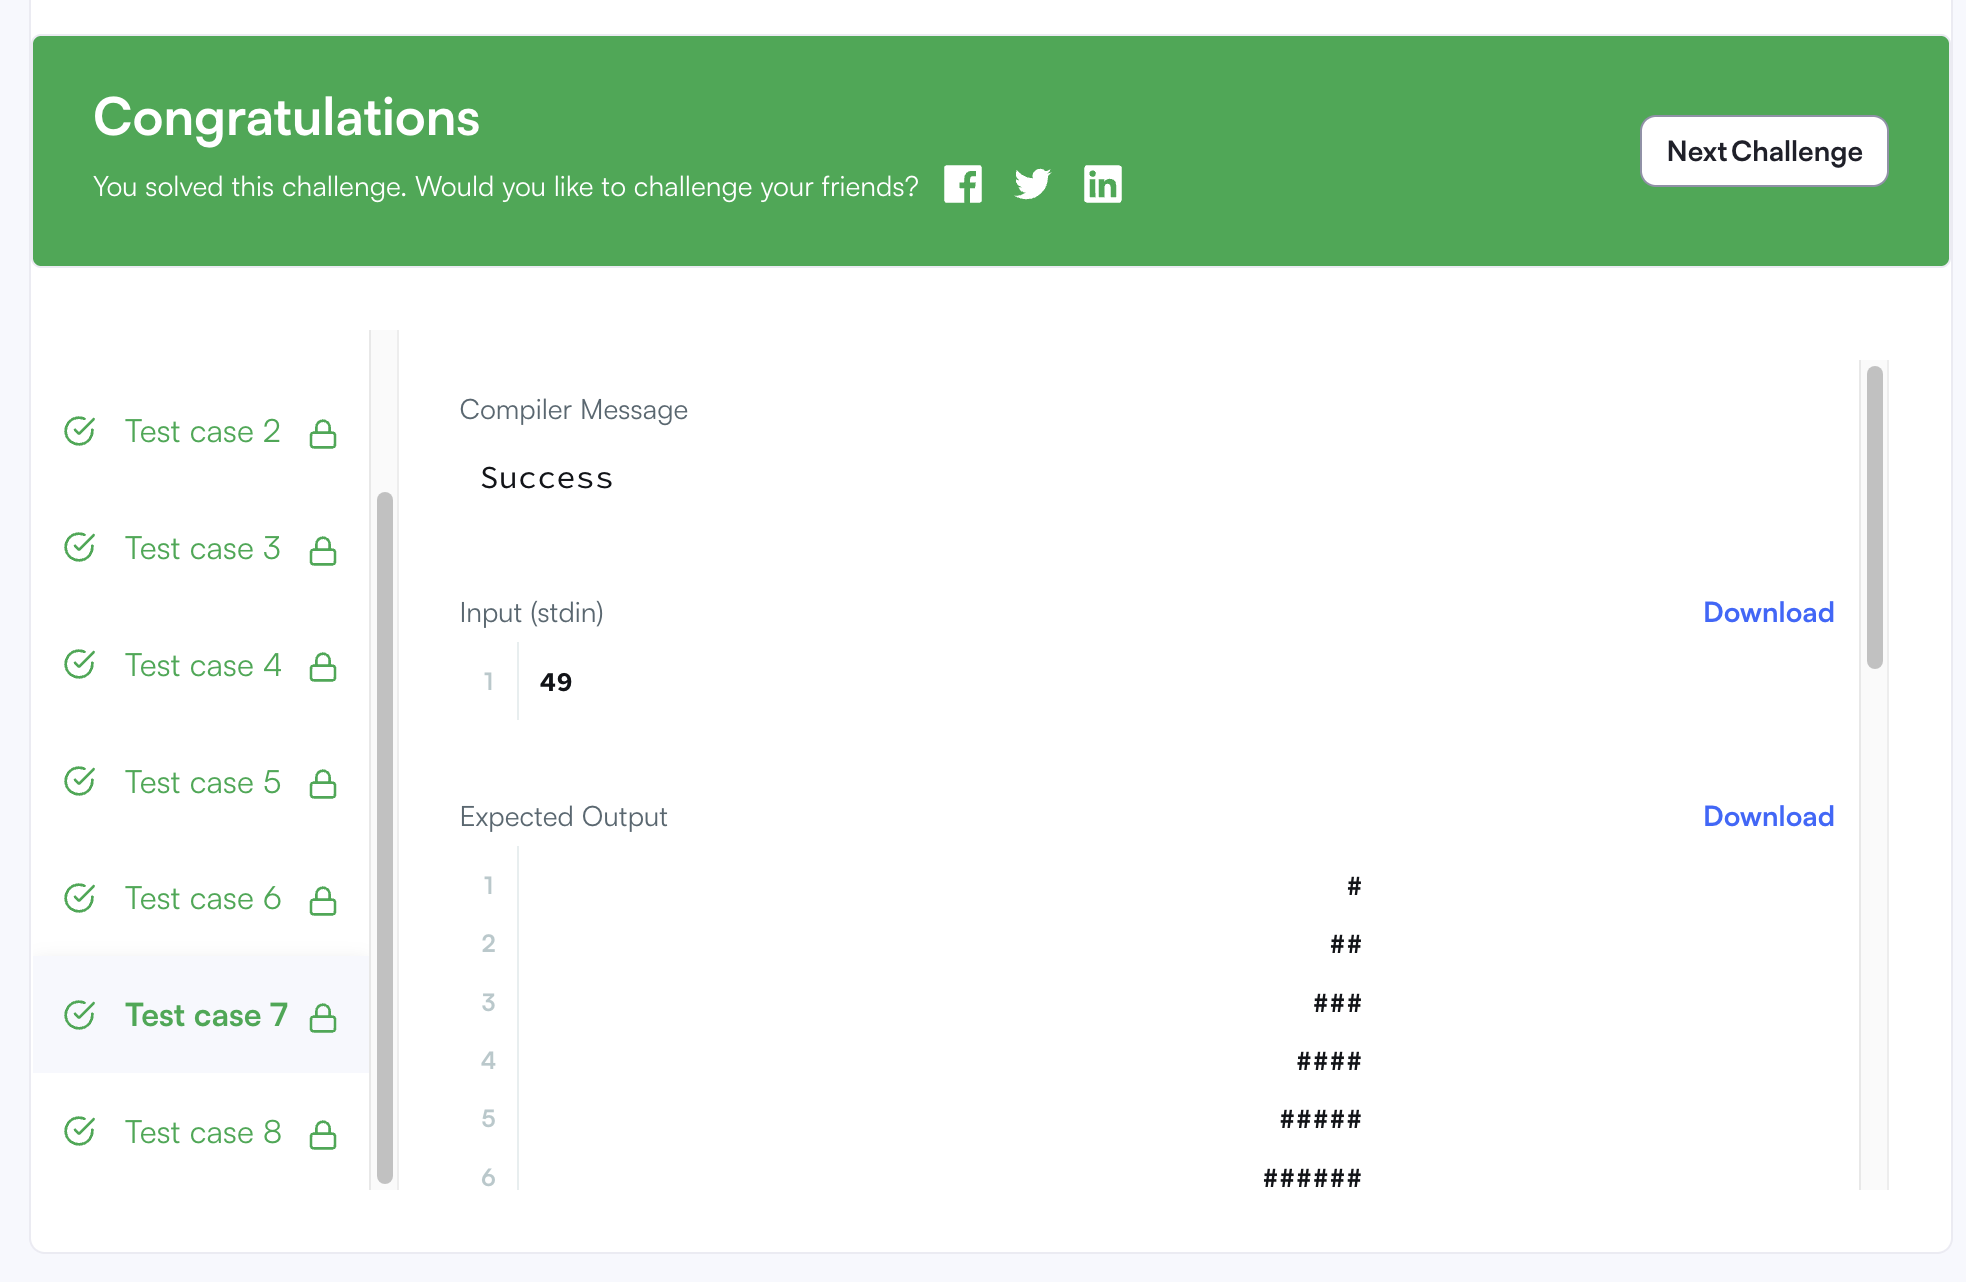 Congratulations
You solved this challenge. Would you like to challenge your friends?
Next Challenge
Test case 2
Test case 3
Test case 4
Test case 5
Test case 6
Test case 7
Test case 8
Compiler Message
Success
Input (stdin)
Download
1 49
Expected Output
Download
1 #
2 ##
3 ###
4 ####
5 #####
6 ######